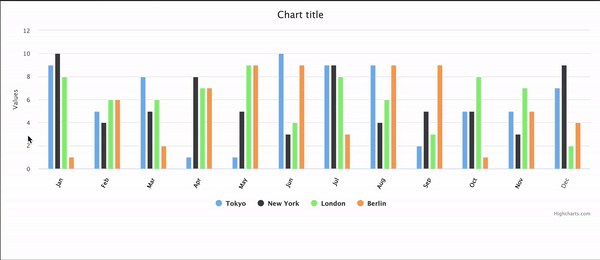 Chart title
Values
12
10
8
6
4
2
0
Jan
Feb
Mar
Apr
May
Jun
Jul
Aug
Sep
Oct
Nov
Dec
Tokyo New York London Berlin
Highcharts.com